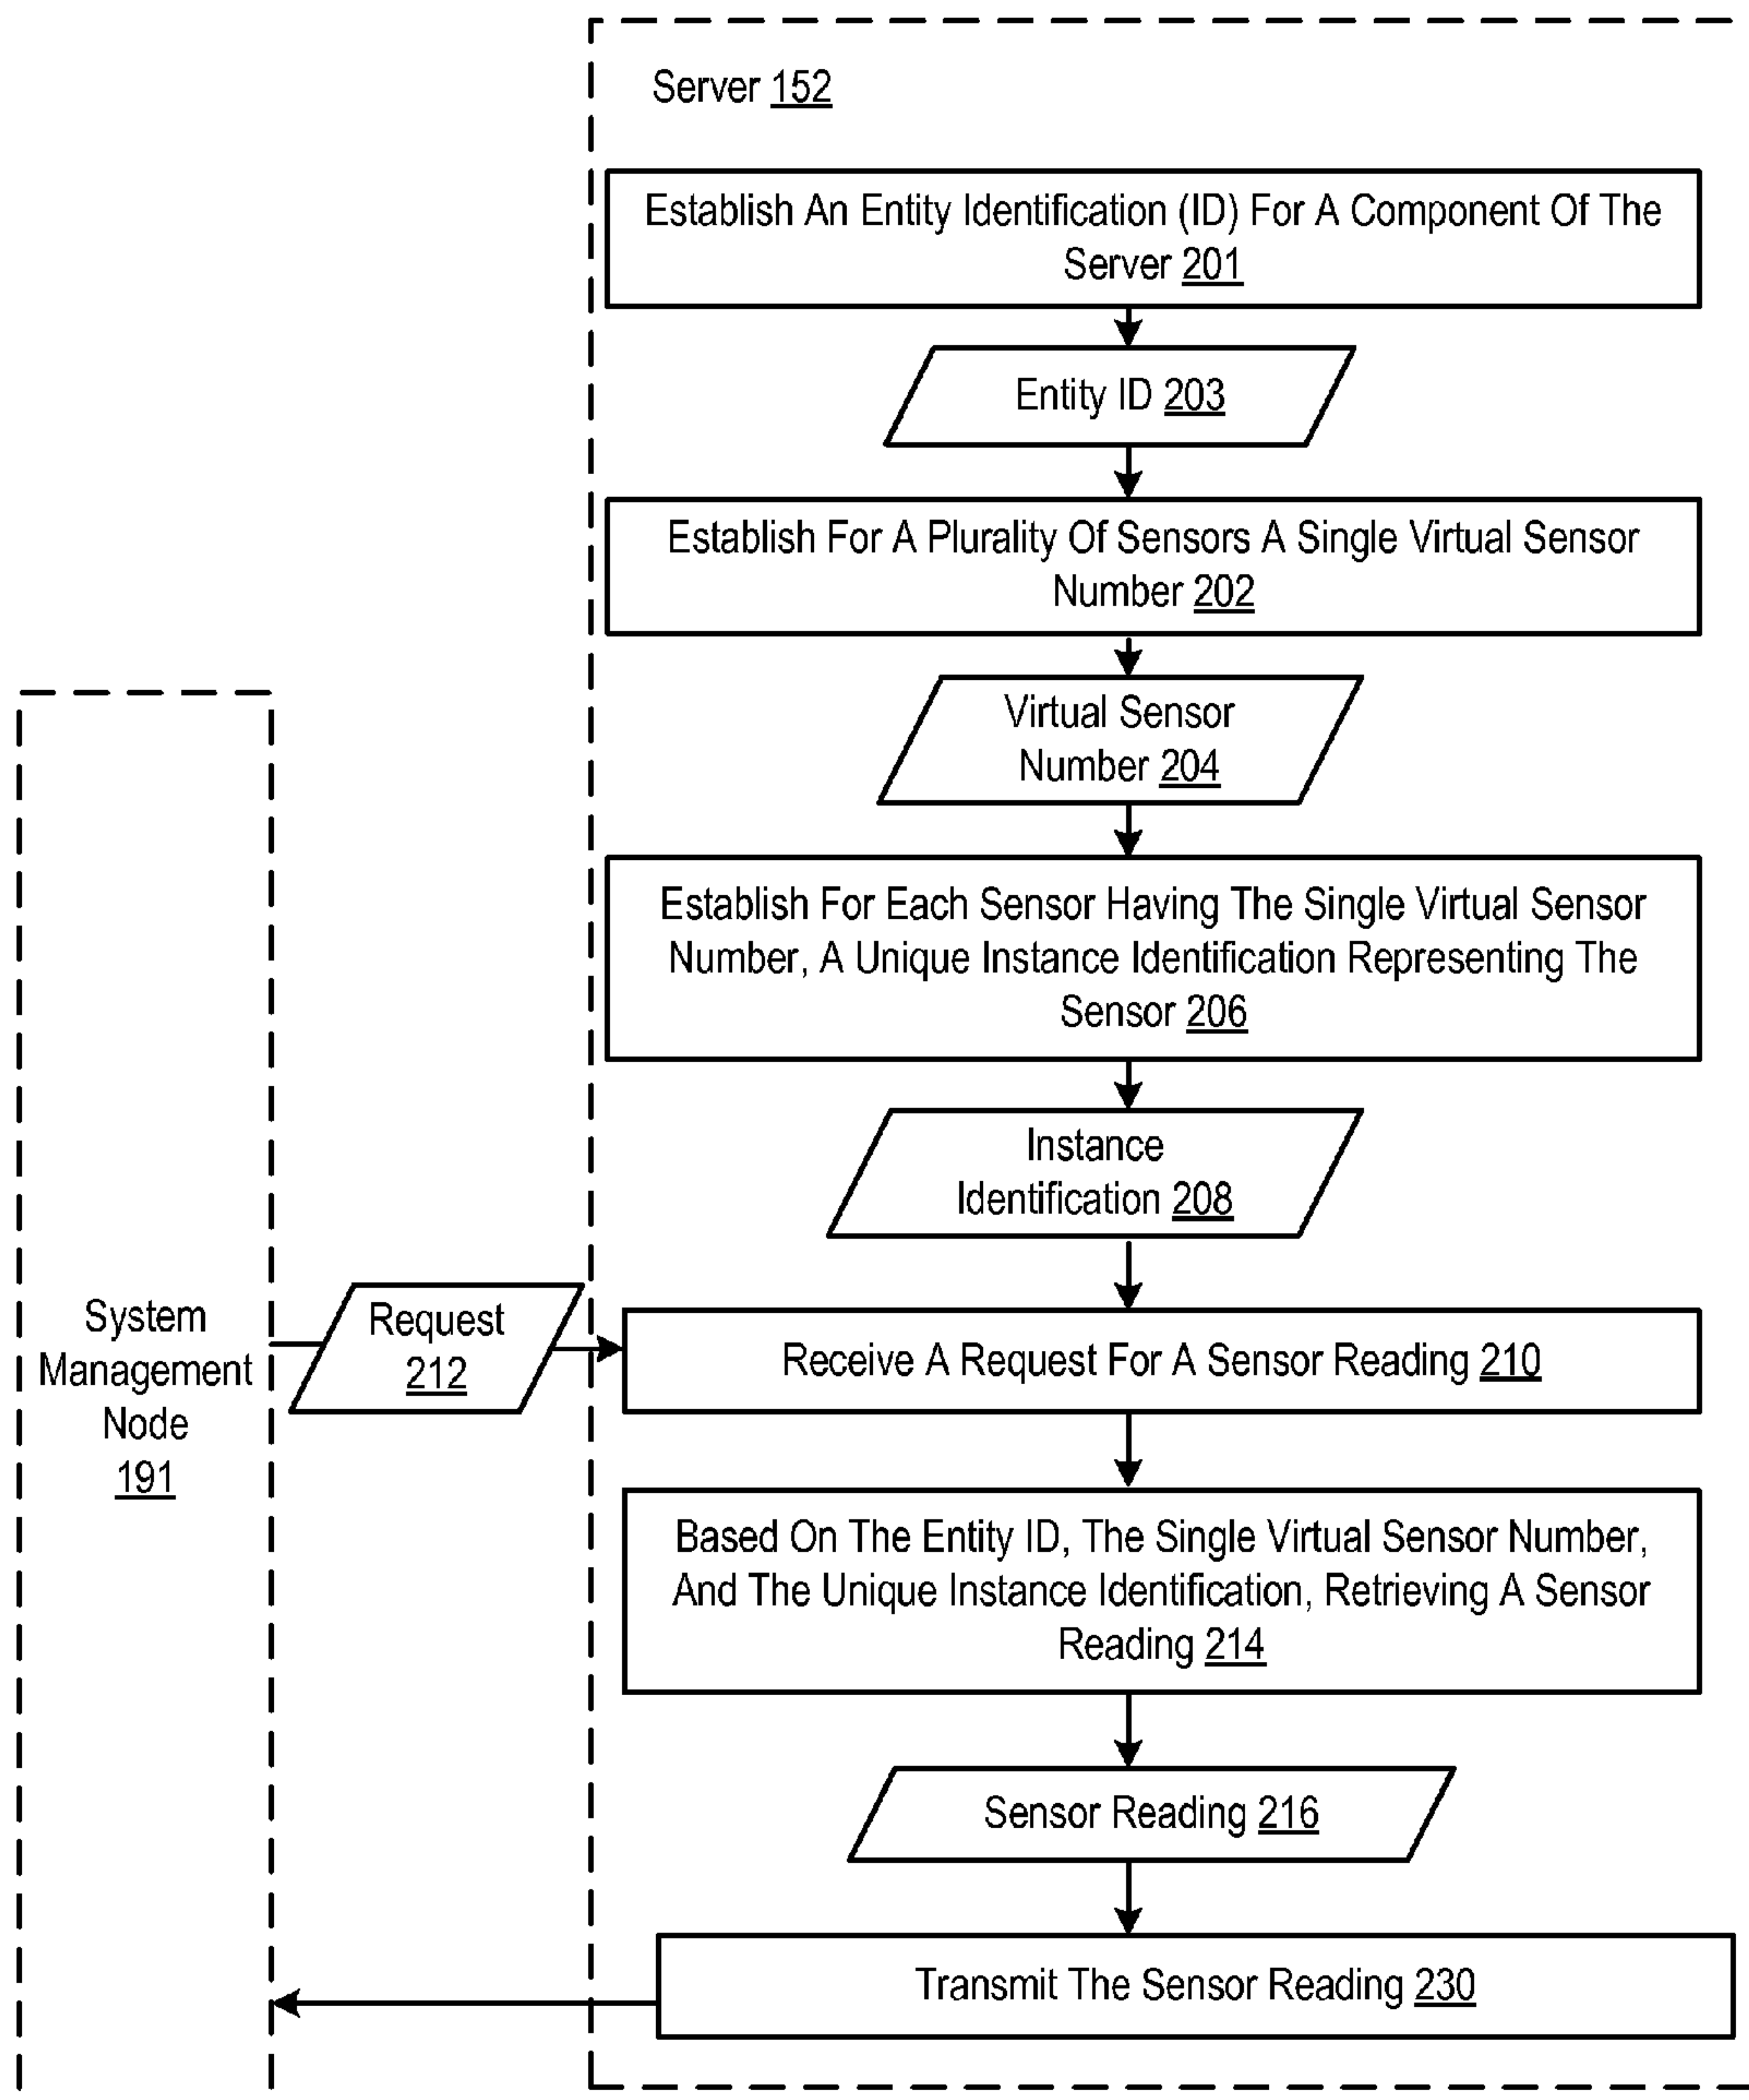 Server 152
Establish An Entity Identification (ID) For A Component Of The
Server 201
Entity ID 203
Establish For A Plurality Of Sensors A Single Virtual Sensor
Number 202
Virtual Sensor
Number 204
Establish For Each Sensor Having The Single Virtual Sensor
Number, A Unique Instance Identification Representing The
Sensor 206
Instance
Identification 208
System
Management
Node
191
Request
212
Receive A Request For A Sensor Reading 210
Based On The Entity ID, The Single Virtual Sensor Number,
And The Unique Instance Identification, Retrieving A Sensor
Reading 214
Sensor Reading 216
Transmit The Sensor Reading 230